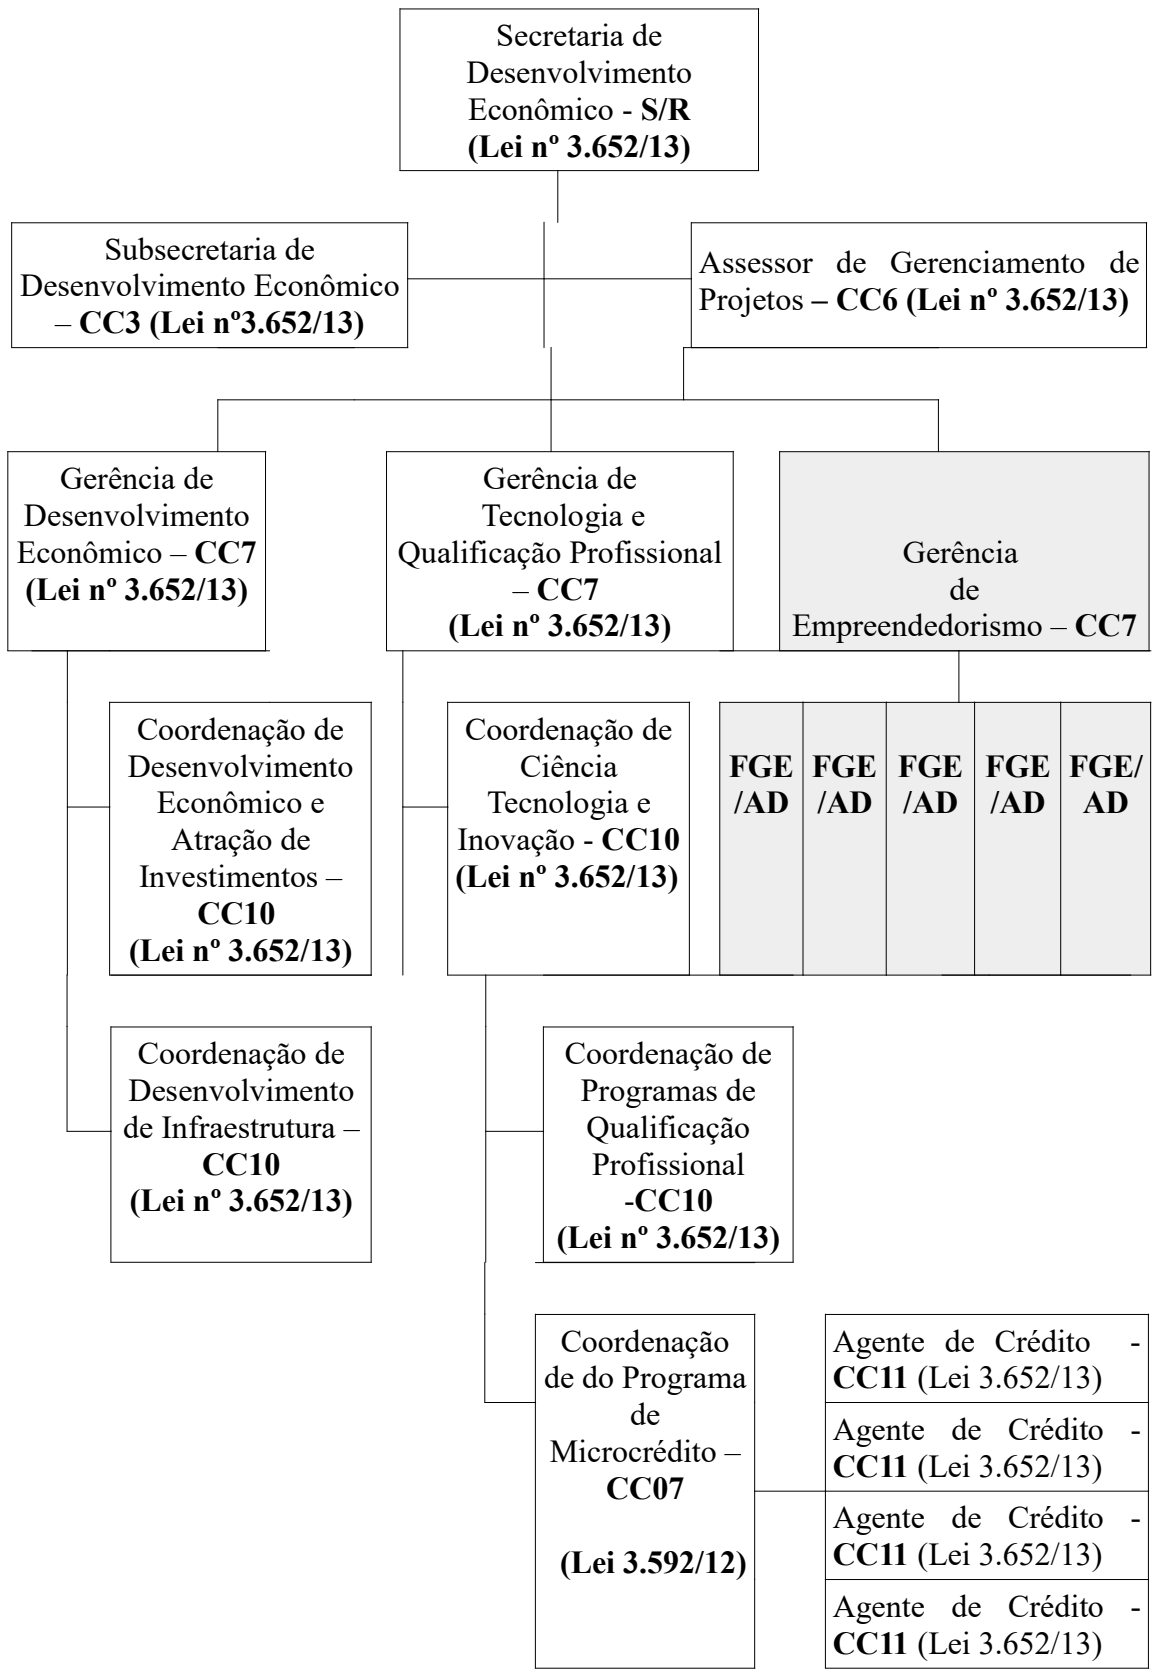 Secretaria de
Desenvolvimento
Econômico - S/R
(Lei nº 3.652/13)
Subsecretaria de
Desenvolvimento Econômico
– CC3 (Lei nº3.652/13)
Assessor de Gerenciamento de
Projetos – CC6 (Lei nº 3.652/13)
Gerência de
Desenvolvimento
Econômico – CC7
(Lei nº 3.652/13)
Gerência de
Tecnologia e
Qualificação Profissional
– CC7
(Lei nº 3.652/13)
Gerência
de
Empreendedorismo – CC7
Coordenação de
Desenvolvimento
Econômico e
Atração de
Investimentos –
CC10
(Lei nº 3.652/13)
Coordenação de
Ciência
Tecnologia e
Inovação - CC10
(Lei nº 3.652/13)
FGE
/AD
FGE
/AD
FGE
/AD
FGE
/AD
FGE/
AD
Coordenação de
Desenvolvimento
de Infraestrutura –
CC10
(Lei nº 3.652/13)
Coordenação de
Programas de
Qualificação
Profissional
-CC10
(Lei nº 3.652/13)
Coordenação
de do Programa
de
Microcrédito –
CC07
(Lei 3.592/12)
Agente de Crédito -
CC11 (Lei 3.652/13)
Agente de Crédito -
CC11 (Lei 3.652/13)
Agente de Crédito -
CC11 (Lei 3.652/13)
Agente de Crédito -
CC11 (Lei 3.652/13)